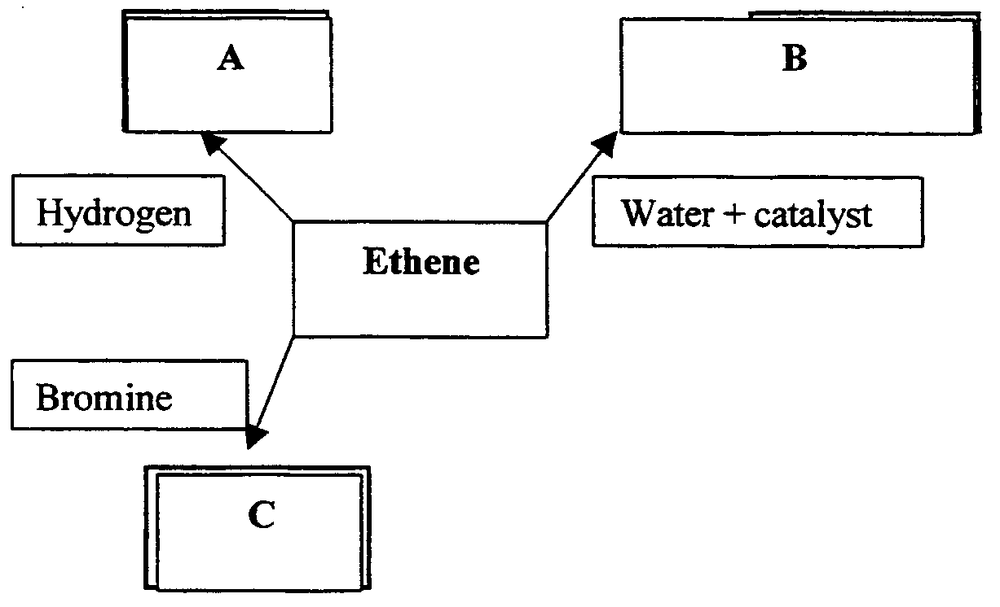 A
B
Hydrogen
Water + catalyst
Ethene
Bromine
C